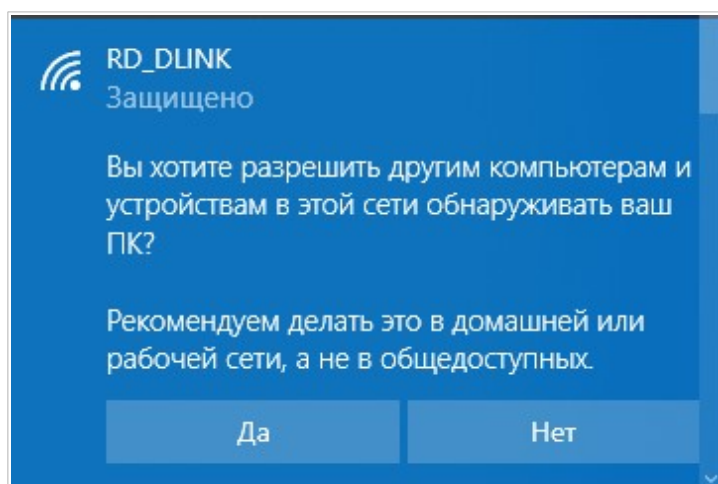 RD_DLINK
Защищено
Вы хотите разрешить другим компьютерам и
устройствам в этой сети обнаруживать ваш
ПК?
Рекомендуем делать это в домашней или
рабочей сети, а не в общедоступных.
Да Нет